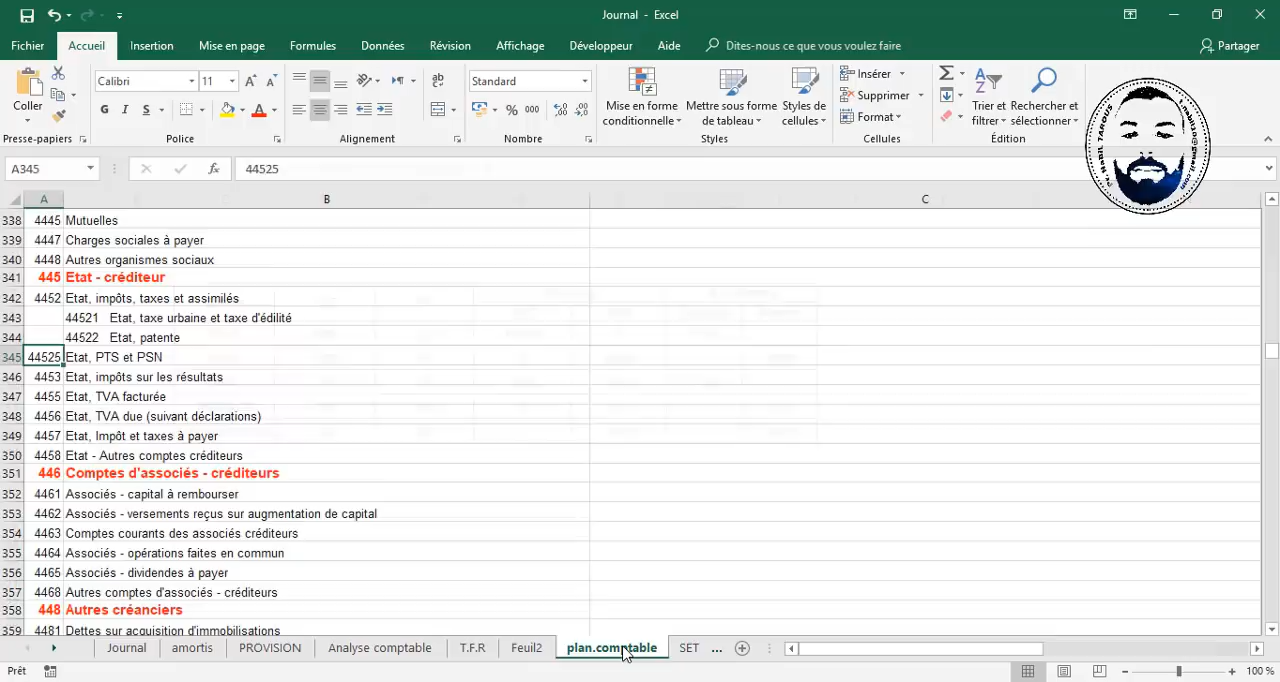 Journal - Excel
Fichier Accueil Insertion Mise en page Formules Données Révision Affichage Développeur Aide Dites-nous ce que vous voulez faire Partager
Calibri 11 Standard Insérer
Supprimer
Coller G I S % 000 Mise en forme conditionnelle Mettre sous forme de tableau Styles de cellules Format Trier et filtrer Rechercher et sélectionner
Presse-papiers Police Alignement Nombre Styles Cellules Édition
Pr. Nabil TAROUS
A345 fx 44525
A B C
338 4445 Mutuelles
339 4447 Charges sociales à payer
340 4448 Autres organismes sociaux
341 445 Etat - créditeur
342 4452 Etat, impôts, taxes et assimilés
343 44521 Etat, taxe urbaine et taxe d'édilité
344 44522 Etat, patente
345 44525 Etat, PTS et PSN
346 4453 Etat, impôts sur les résultats
347 4455 Etat, TVA facturée
348 4456 Etat, TVA due (suivant déclarations)
349 4457 Etat, Impôt et taxes à payer
350 4458 Etat - Autres comptes créditeurs
351 446 Comptes d'associés - créditeurs
352 4461 Associés - capital à rembourser
353 4462 Associés - versements reçus sur augmentation de capital
354 4463 Comptes courants des associés créditeurs
355 4464 Associés - opérations faites en commun
356 4465 Associés - dividendes à payer
357 4468 Autres comptes d'associés - créditeurs
358 448 Autres créanciers
359 4481 Dettes sur acquisition d'immobilisations
Journal amortis PROVISION Analyse comptable T.F.R Feuil2 plan.comptable SET ...
Prêt 100 %